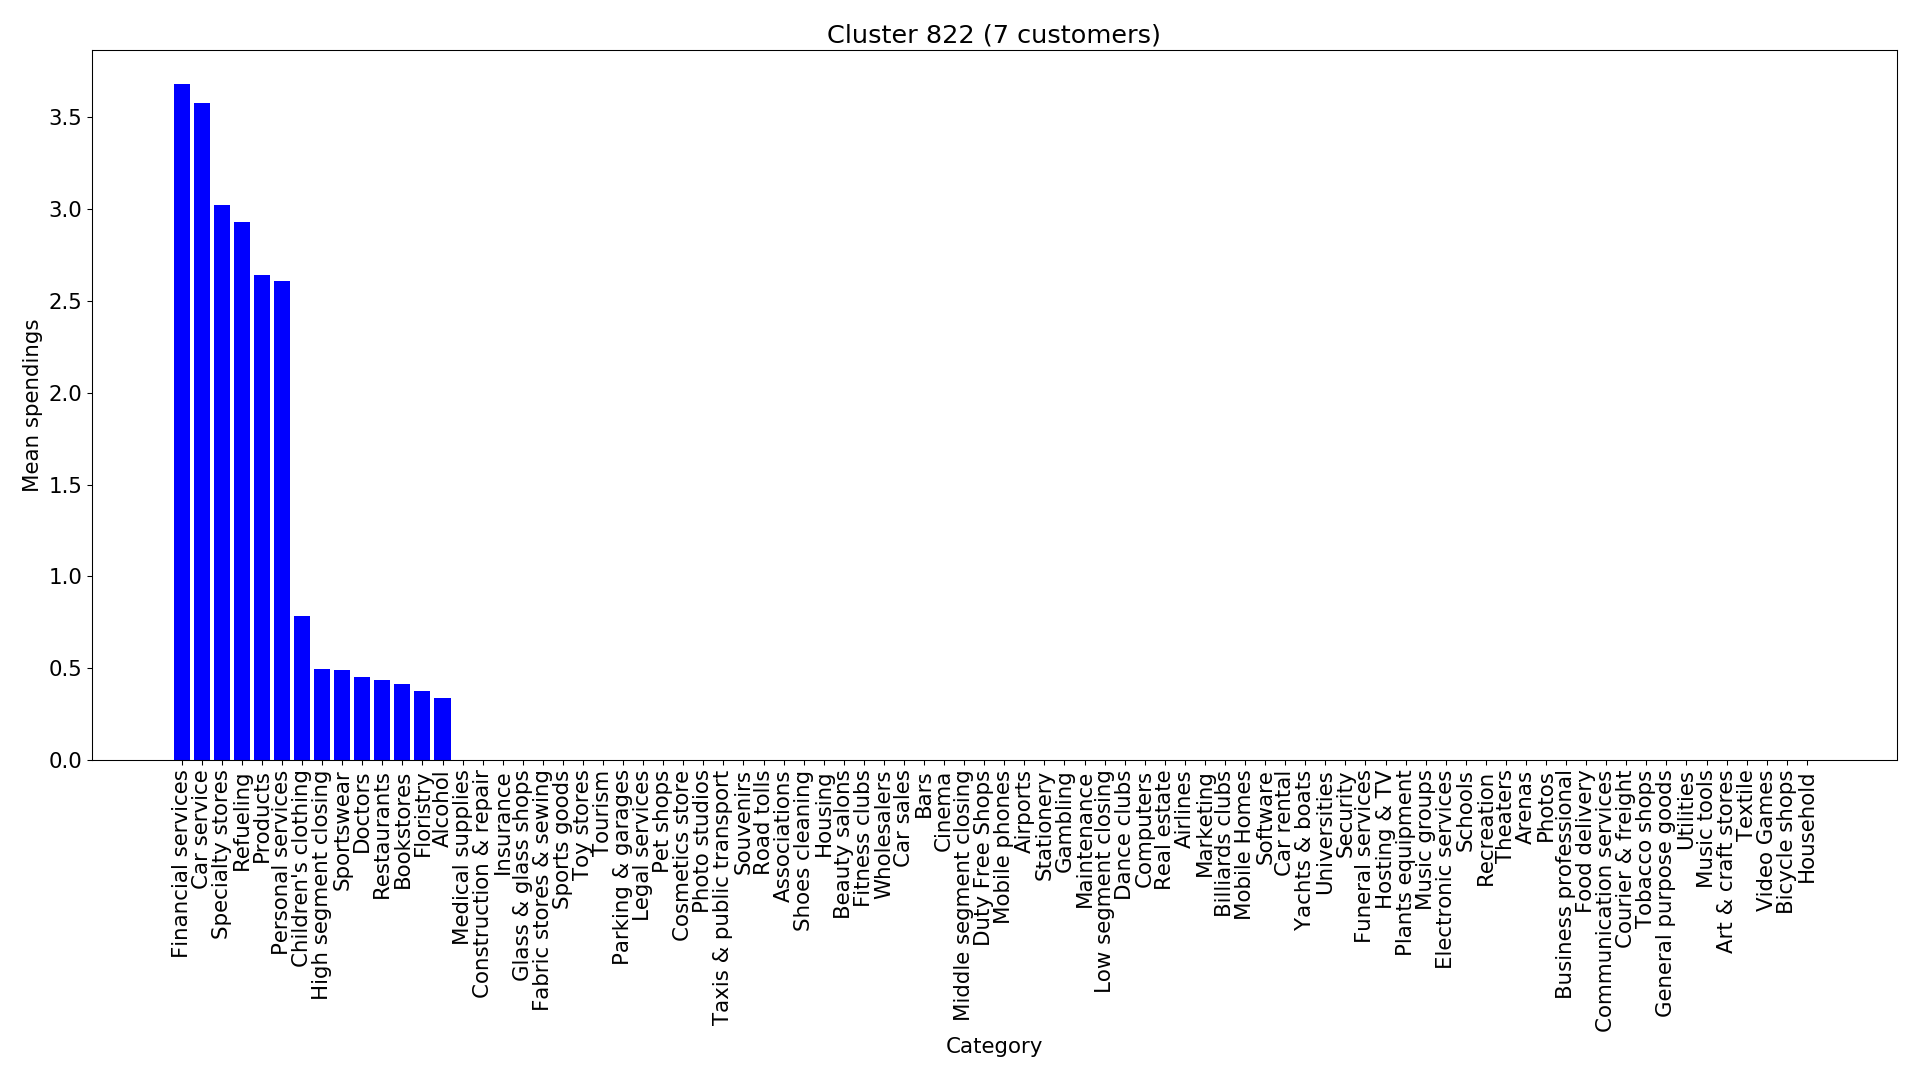 Cluster 822 (7 customers)
Mean spendings
3.5
3.0
2.5
2.0
1.5
1.0
0.5
0.0
Financial services
Car service
Specialty stores
Refueling
Products
Personal services
Children's clothing
High segment closing
Sportswear
Doctors
Restaurants
Bookstores
Floristry
Alcohol
Medical supplies
Construction & repair
Insurance
Glass & glass shops
Fabric stores & sewing
Sports goods
Toy stores
Tourism
Parking & garages
Legal services
Pet shops
Cosmetics store
Photo studios
Taxis & public transport
Souvenirs
Road tolls
Associations
Shoes cleaning
Housing
Beauty salons
Fitness clubs
Wholesalers
Car sales
Bars
Cinema
Middle segment closing
Duty Free Shops
Mobile phones
Airports
Stationery
Gambling
Maintenance
Low segment closing
Dance clubs
Computers
Real estate
Airlines
Marketing
Billiards clubs
Mobile Homes
Software
Car rental
Yachts & boats
Universities
Security
Funeral services
Hosting & TV
Plants equipment
Music groups
Electronic services
Schools
Recreation
Theaters
Arenas
Photos
Business professional
Food delivery
Communication services
Courier & freight
Tobacco shops
General purpose goods
Utilities
Music tools
Art & craft stores
Textile
Video Games
Bicycle shops
Household
Category